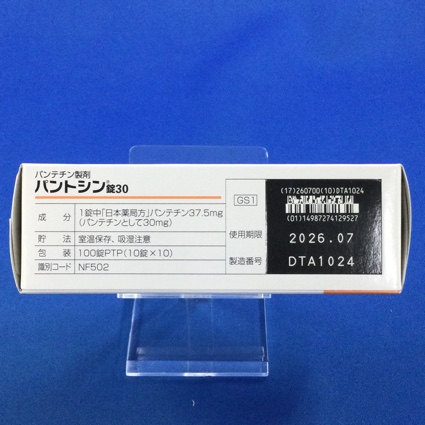 パンテチン製剤
パントシン®錠30
成　分 1錠中「日本薬局方」パンテチン37.5mg
(パンテチンとして30mg)
貯　法 室温保存、吸湿注意
包　装 100錠PTP(10錠×10)
識別コード NF502
GS1
使用期限
製造番号
(17)260700(10)DTA1024
(01)14987274129527
2026.07
DTA1024